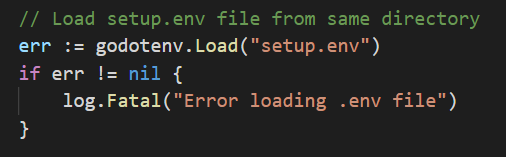 // Load setup.env file from same directory
err := godotenv.Load("setup.env")
if err != nil {
    log.Fatal("Error loading .env file")
}